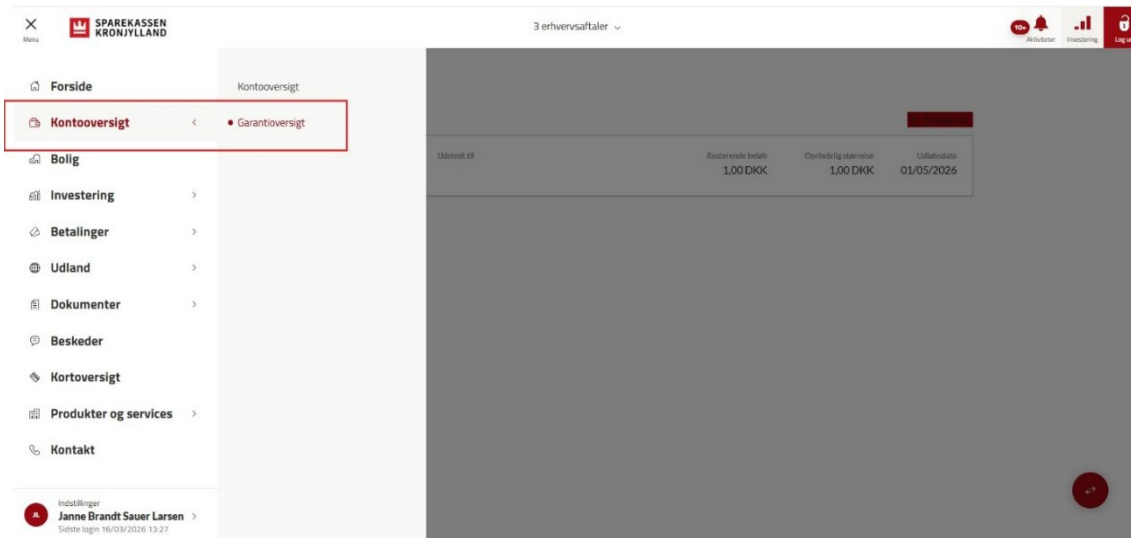 Menu
SPAREKASSEN
KRONJYLLAND
3 erhvervsaftaler
10+
Aktiviteter
Investering
Log u
Forside
Kontooversigt
Kontooversigt
Garantioversigt
Bolig
Investering
Betalinger
Udland
Dokumenter
Beskeder
Kortoversigt
Produkter og services
Kontakt
Udstedt til
Resterende beløb
1,00 DKK
Oprindelig størrelse
1,00 DKK
Udløbsdato
01/05/2026
JL
Indstillinger
Janne Brandt Sauer Larsen
Sidste login 16/03/2026 13:27